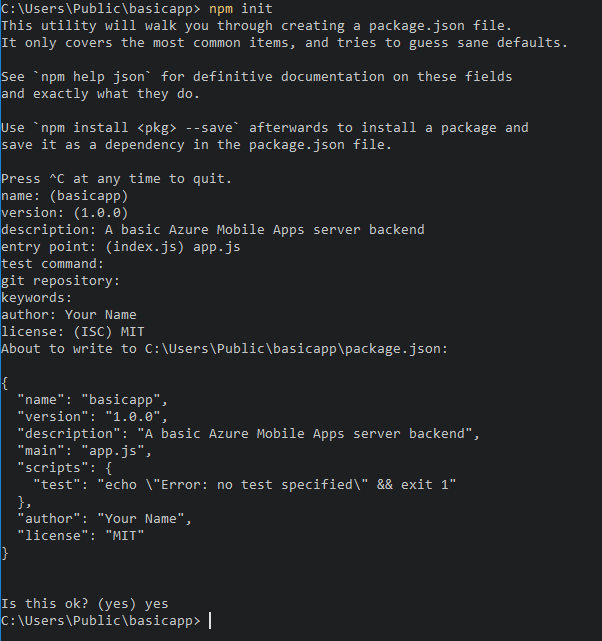 C:\Users\Public\basicapp> npm init
This utility will walk you through creating a package.json file.
It only covers the most common items, and tries to guess sane defaults.

See `npm help json` for definitive documentation on these fields
and exactly what they do.

Use `npm install <pkg> --save` afterwards to install a package and
save it as a dependency in the package.json file.

Press ^C at any time to quit.
name: (basicapp)
version: (1.0.0)
description: A basic Azure Mobile Apps server backend
entry point: (index.js) app.js
test command:
git repository:
keywords:
author: Your Name
license: (ISC) MIT
About to write to C:\Users\Public\basicapp\package.json:

{
  "name": "basicapp",
  "version": "1.0.0",
  "description": "A basic Azure Mobile Apps server backend",
  "main": "app.js",
  "scripts": {
    "test": "echo \"Error: no test specified\" && exit 1"
  },
  "author": "Your Name",
  "license": "MIT"
}

Is this ok? (yes) yes
C:\Users\Public\basicapp>